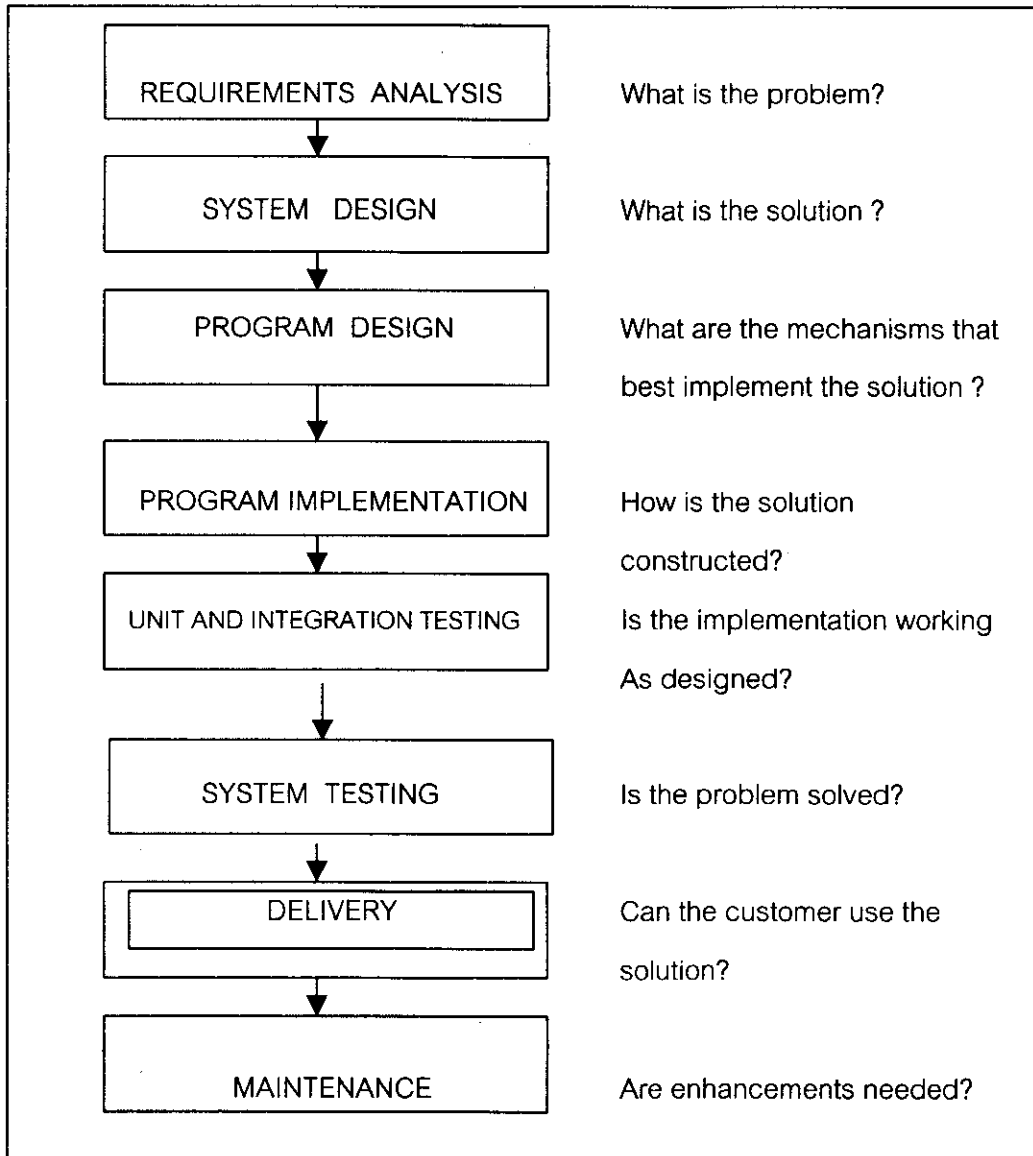 REQUIREMENTS ANALYSIS
What is the problem?
SYSTEM DESIGN
What is the solution ?
PROGRAM DESIGN
What are the mechanisms that
best implement the solution ?
PROGRAM IMPLEMENTATION
How is the solution
constructed?
UNIT AND INTEGRATION TESTING
Is the implementation working
As designed?
SYSTEM TESTING
Is the problem solved?
DELIVERY
Can the customer use the
solution?
MAINTENANCE
Are enhancements needed?